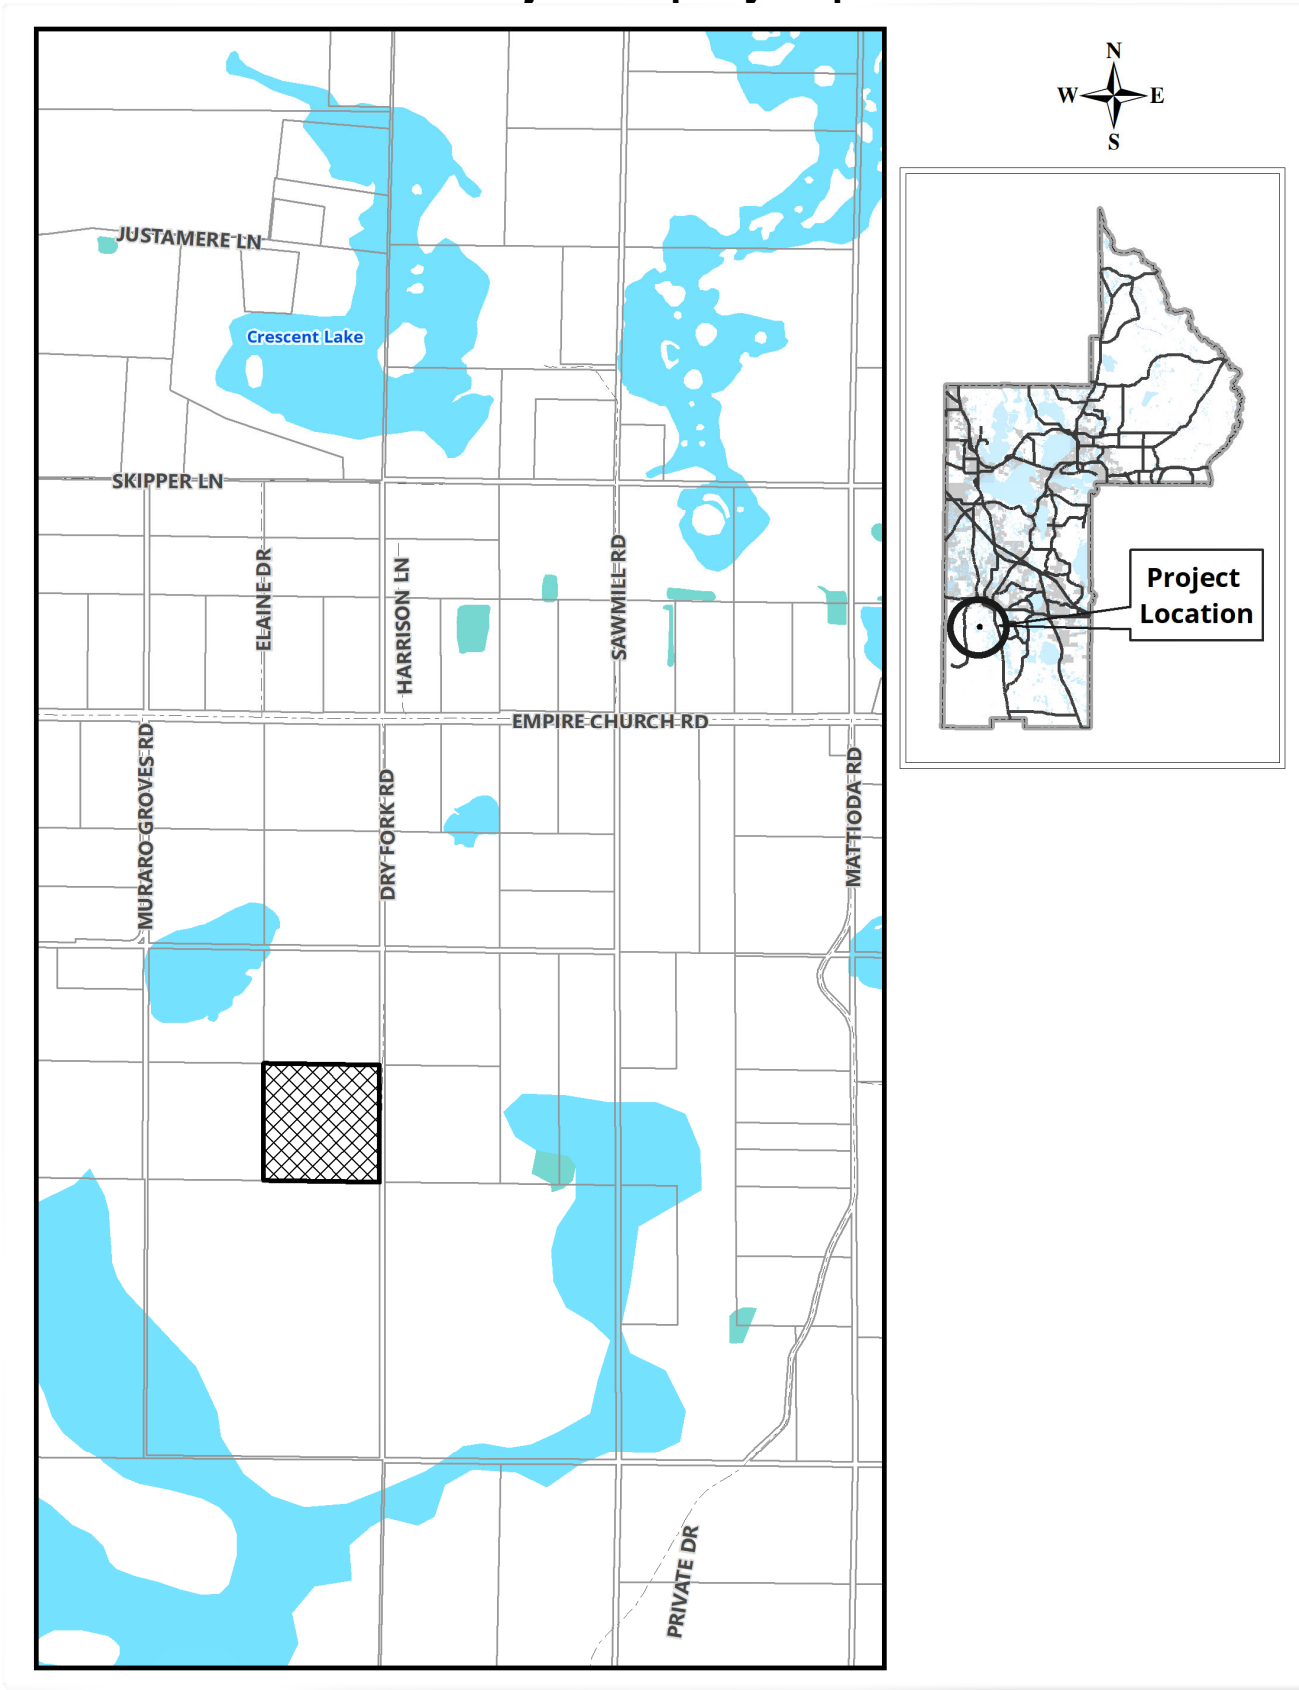 N
W E
S
JUSTAMERE LN
Crescent Lake
SKIPPER LN
ELAINE DR
HARRISON LN
SAWMILL RD
Project
Location
EMPIRE CHURCH RD
MURARO GROVES RD
DRY FORK RD
MATTIODA RD
PRIVATE DR